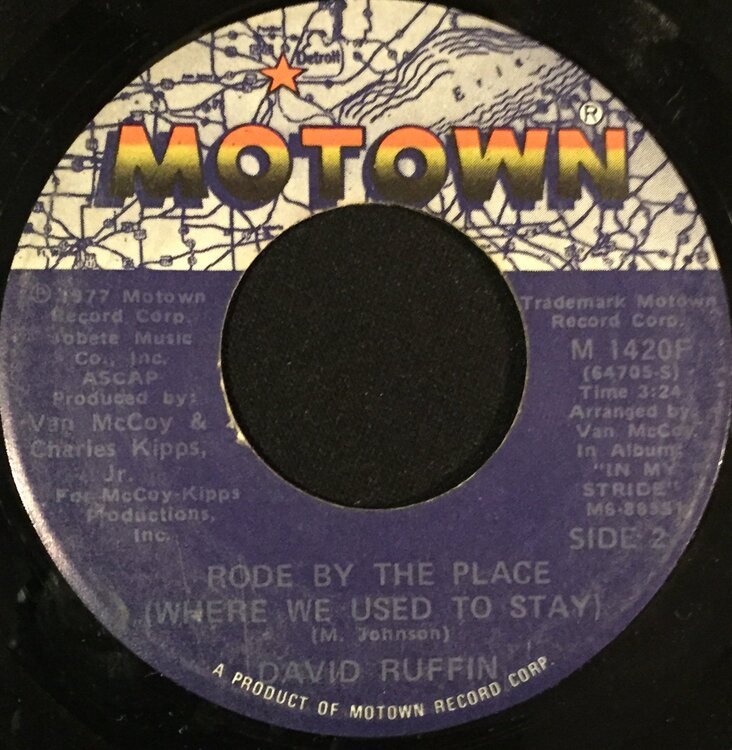 Detroit
ERIE
MOTOWN®
℗ 1977 Motown
Record Corp.
Jobete Music
Co., Inc.
ASCAP
Produced by:
Van McCoy &
Charles Kipps,
Jr.
For McCoy-Kipps
Productions,
Inc.
Trademark Motown
Record Corp.
M 1420F
(64705-S)
Time 3:24
Arranged by
Van McCoy
In Album:
"IN MY
STRIDE"
SIDE 2
RODE BY THE PLACE
(WHERE WE USED TO STAY)
(M. Johnson)
DAVID RUFFIN
A PRODUCT OF MOTOWN RECORD CORP.